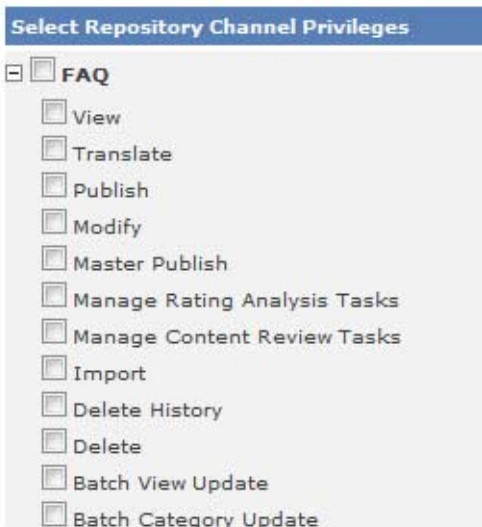 Select Repository Channel Privileges
FAQ
View
Translate
Publish
Modify
Master Publish
Manage Rating Analysis Tasks
Manage Content Review Tasks
Import
Delete History
Delete
Batch View Update
Batch Category Update